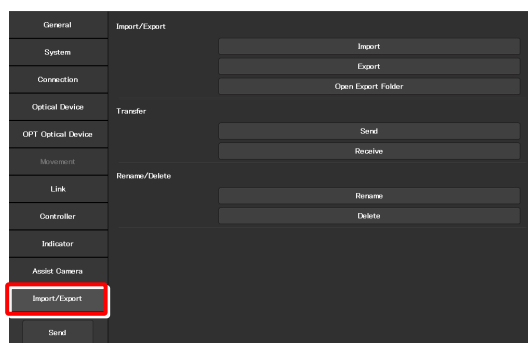 General
System
Connection
Optical Device
OPT Optical Device
Movement
Link
Controller
Indicator
Assist Camera
Import/Export
Send
Import/Export
Import
Export
Open Export Folder
Transfer
Send
Receive
Rename/Delete
Rename
Delete